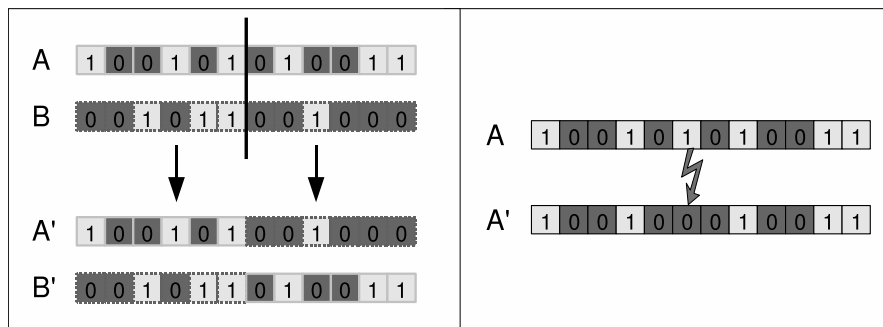 A 1 0 0 1 0 1 0 1 0 0 1 1
B 0 0 1 0 1 1 0 0 1 0 0 0
A' 1 0 0 1 0 1 0 0 1 0 0 0
B' 0 0 1 0 1 1 0 1 0 0 1 1
A 1 0 0 1 0 1 0 1 0 0 1 1
A' 1 0 0 1 0 0 0 1 0 0 1 1